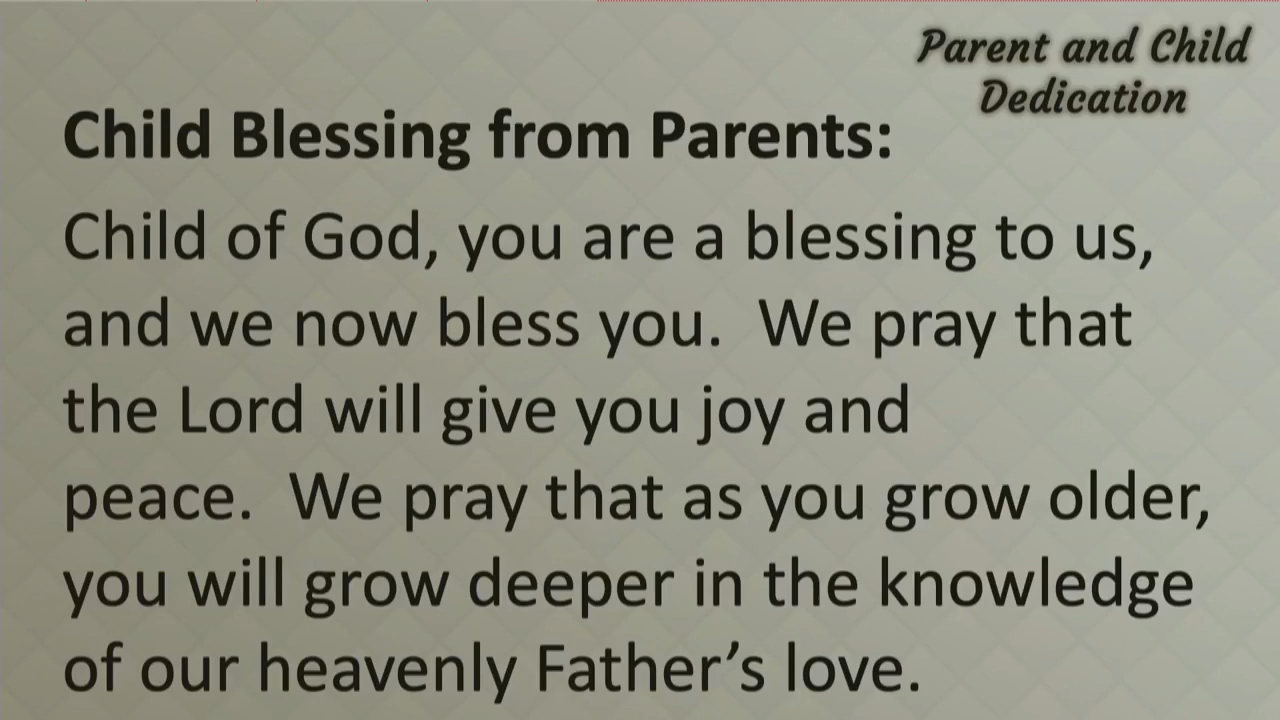 Parent and Child
Dedication
Child Blessing from Parents:
Child of God, you are a blessing to us,
and we now bless you.  We pray that
the Lord will give you joy and
peace.  We pray that as you grow older,
you will grow deeper in the knowledge
of our heavenly Father’s love.